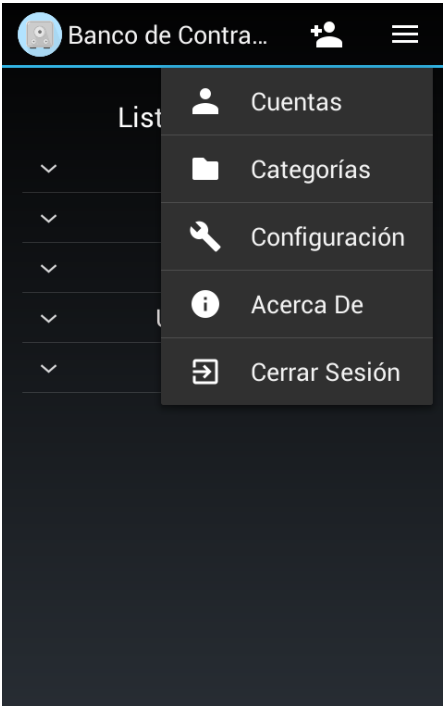 Banco de Contra...
List
Cuentas
Categorías
Configuración
Acerca De
Cerrar Sesión